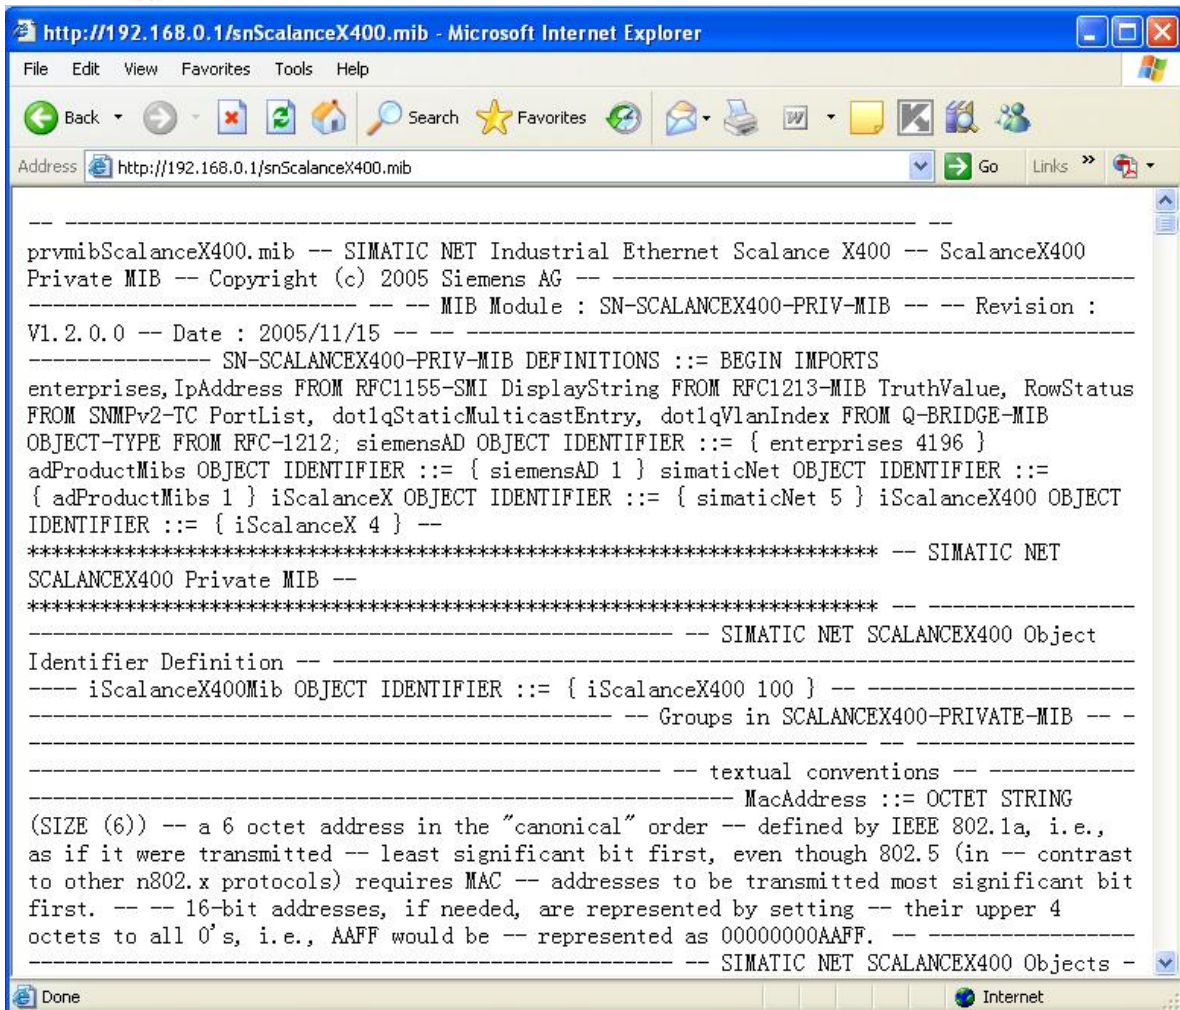 http://192.168.0.1/snScalanceX400.mib - Microsoft Internet Explorer
File Edit View Favorites Tools Help
Back Search Favorites
Address http://192.168.0.1/snScalanceX400.mib Go Links »
-- ---------------------------------------------------------------------- --
prvmibScalanceX400.mib -- SIMATIC NET Industrial Ethernet Scalance X400 -- ScalanceX400
Private MIB -- Copyright (c) 2005 Siemens AG -- -------------------------------------------
--------------------------- -- -- MIB Module : SN-SCALANCEX400-PRIV-MIB -- -- Revision :
V1.2.0.0 -- Date : 2005/11/15 -- -- -------------------------------------------------------
--------------- SN-SCALANCEX400-PRIV-MIB DEFINITIONS ::= BEGIN IMPORTS
enterprises,IpAddress FROM RFC1155-SMI DisplayString FROM RFC1213-MIB TruthValue, RowStatus
FROM SNMPv2-TC PortList, dot1qStaticMulticastEntry, dot1qVlanIndex FROM Q-BRIDGE-MIB
OBJECT-TYPE FROM RFC-1212; siemensAD OBJECT IDENTIFIER ::= { enterprises 4196 }
adProductMibs OBJECT IDENTIFIER ::= { siemensAD 1 } simaticNet OBJECT IDENTIFIER ::=
{ adProductMibs 1 } iScalanceX OBJECT IDENTIFIER ::= { simaticNet 5 } iScalanceX400 OBJECT
IDENTIFIER ::= { iScalanceX 4 } --
********************************************************************** -- SIMATIC NET
SCALANCEX400 Private MIB --
********************************************************************** -- -----------------
----------------------------------------------------- -- SIMATIC NET SCALANCEX400 Object
Identifier Definition -- ------------------------------------------------------------------
---- iScalanceX400Mib OBJECT IDENTIFIER ::= { iScalanceX400 100 } -- ----------------------
------------------------------------------------ -- Groups in SCALANCEX400-PRIVATE-MIB -- -
--------------------------------------------------------------------- -- ------------------
---------------------------------------------------- -- textual conventions -- ------------
---------------------------------------------------------- MacAddress ::= OCTET STRING
(SIZE (6)) -- a 6 octet address in the "canonical" order -- defined by IEEE 802.1a, i.e.,
as if it were transmitted -- least significant bit first, even though 802.5 (in -- contrast
to other n802.x protocols) requires MAC -- addresses to be transmitted most significant bit
first. -- -- 16-bit addresses, if needed, are represented by setting -- their upper 4
octets to all 0's, i.e., AAFF would be -- represented as 00000000AAFF. -- -----------------
----------------------------------------------------- -- SIMATIC NET SCALANCEX400 Objects -
Done Internet